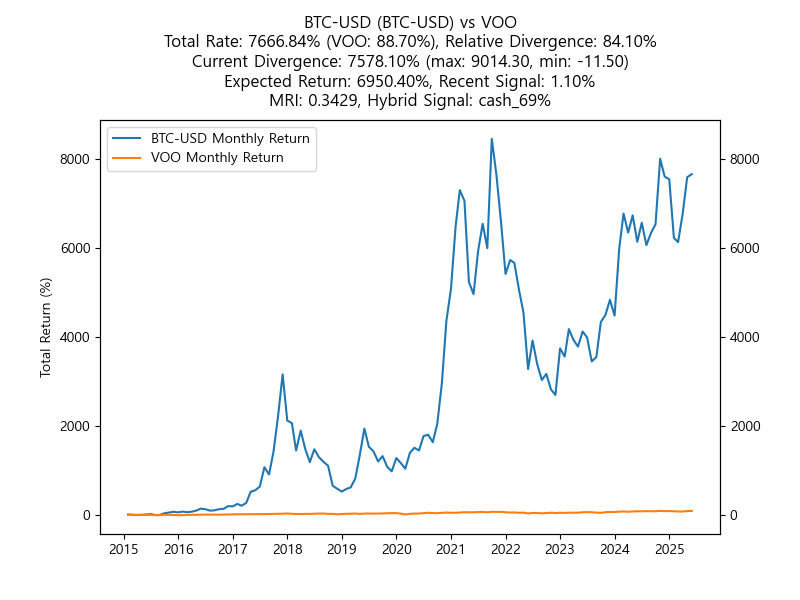 BTC-USD (BTC-USD) vs VOO
Total Rate: 7666.84% (VOO: 88.70%), Relative Divergence: 84.10%
Current Divergence: 7578.10% (max: 9014.30, min: -11.50)
Expected Return: 6950.40%, Recent Signal: 1.10%
MRI: 0.3429, Hybrid Signal: cash_69%
BTC-USD Monthly Return
VOO Monthly Return
8000 8000
6000 6000
4000 4000
2000 2000
0 0
Total Return (%)
2015 2016 2017 2018 2019 2020 2021 2022 2023 2024 2025